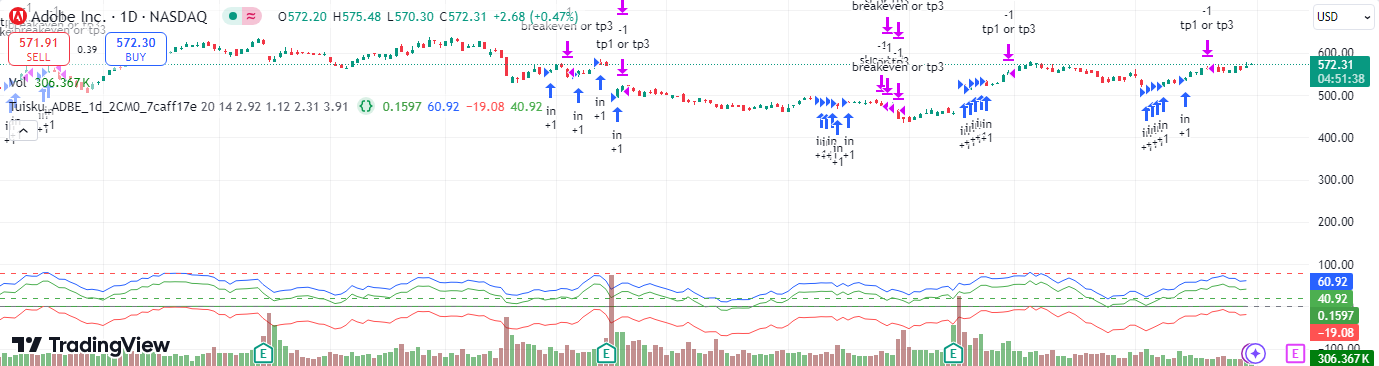 Adobe Inc. · 1D · NASDAQ O572.20 H575.48 L570.30 C572.31 +2.68 (+0.47%)
USD
571.91
SELL
0.39
572.30
BUY
Vol 306.367K
Tuisku_ADBE_1d_2CM0_7caff17e 20 14 2.92 1.12 2.31 3.91 0.1597 60.92 −19.08 40.92
breakeven or tp3
breakeven or tp3
-1
tp1 or tp3
breakeven or tp3
breakeven or tp3
-1
tp1 or tp3
-1
tp1 or tp3
in
+1
in
+1
in
+1
in
+1
in
+1
in
+1
in
+1
600.00
572.31
04:51:38
500.00
400.00
300.00
200.00
100.00
60.92
40.92
0.1597
−19.08
−100.00
306.367K
E
E
E
E
TradingView